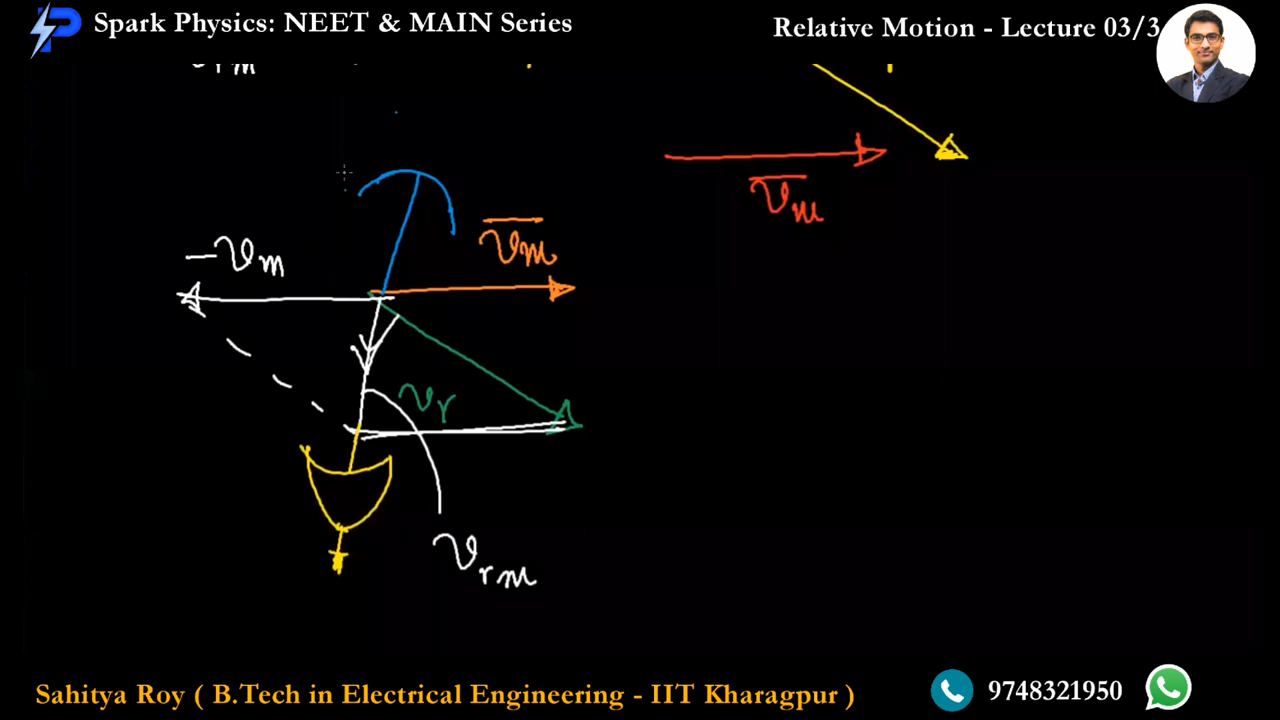 Spark Physics: NEET & MAIN Series
Relative Motion - Lecture 03/3
vm
-vm
vm
vr
vrm
Sahitya Roy ( B.Tech in Electrical Engineering - IIT Kharagpur )
9748321950